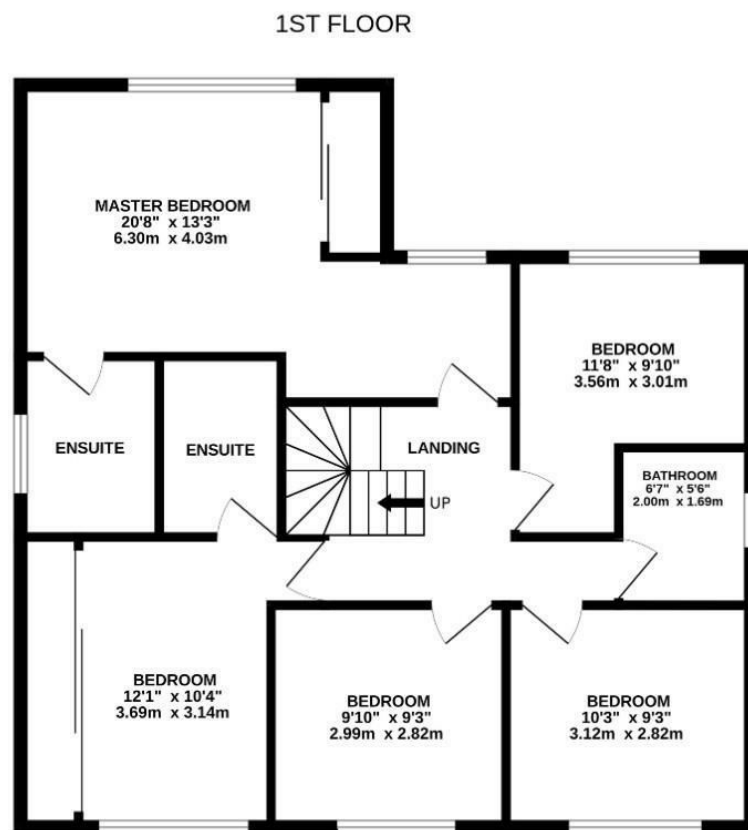 1ST FLOOR
MASTER BEDROOM
20'8" x 13'3"
6.30m x 4.03m
BEDROOM
11'8" x 9'10"
3.56m x 3.01m
ENSUITE
ENSUITE
LANDING
UP
BATHROOM
6'7" x 5'6"
2.00m x 1.69m
BEDROOM
12'1" x 10'4"
3.69m x 3.14m
BEDROOM
9'10" x 9'3"
2.99m x 2.82m
BEDROOM
10'3" x 9'3"
3.12m x 2.82m